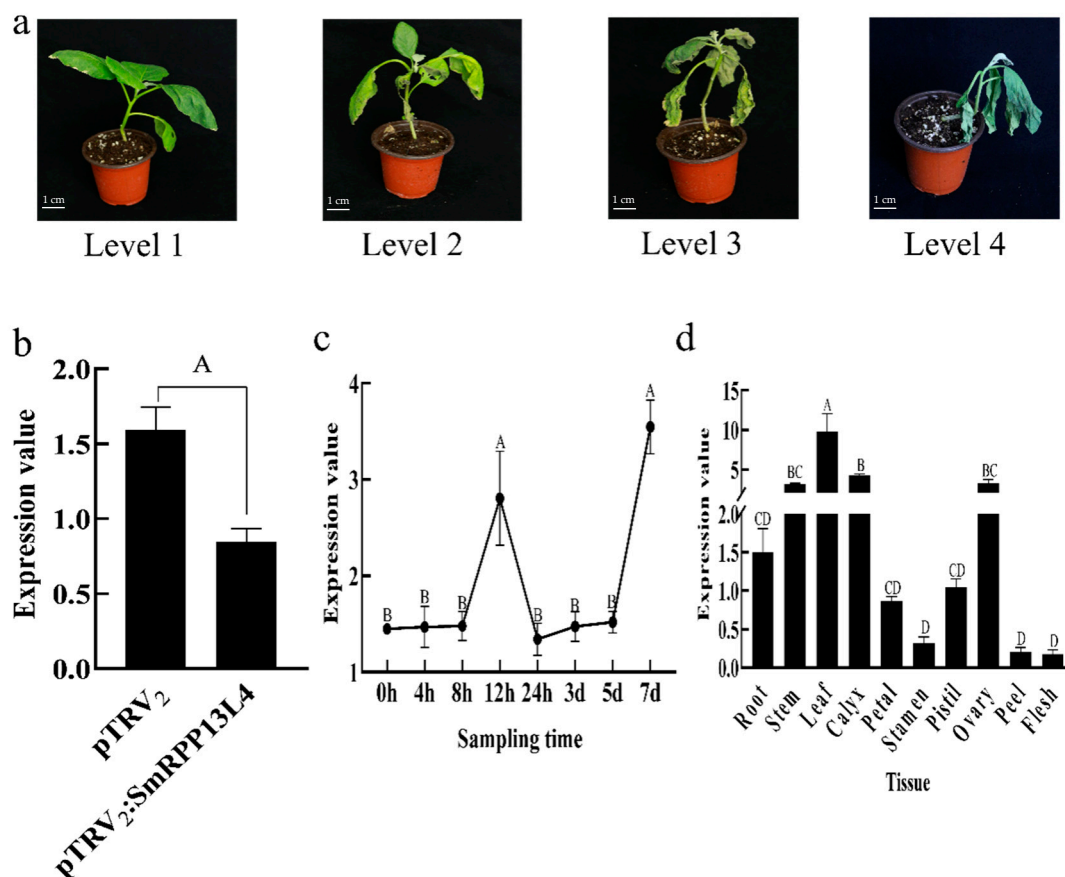 a
1 cm
1 cm
1 cm
1 cm
Level 1
Level 2
Level 3
Level 4
b
Expression value
2.0
1.5
1.0
0.5
0.0
A
pTRV₂
pTRV₂:SmRPP13L4
c
Expression value
4
3
2
1
B
B
B
A
B
B
B
A
0h
4h
8h
12h
24h
3d
5d
7d
Sampling time
d
Expression value
15
10
5
2.0
1.5
1.0
0.5
0.0
CD
BC
A
B
CD
D
CD
BC
D
D
Root
Stem
Leaf
Calyx
Petal
Stamen
Pistil
Ovary
Peel
Flesh
Tissue